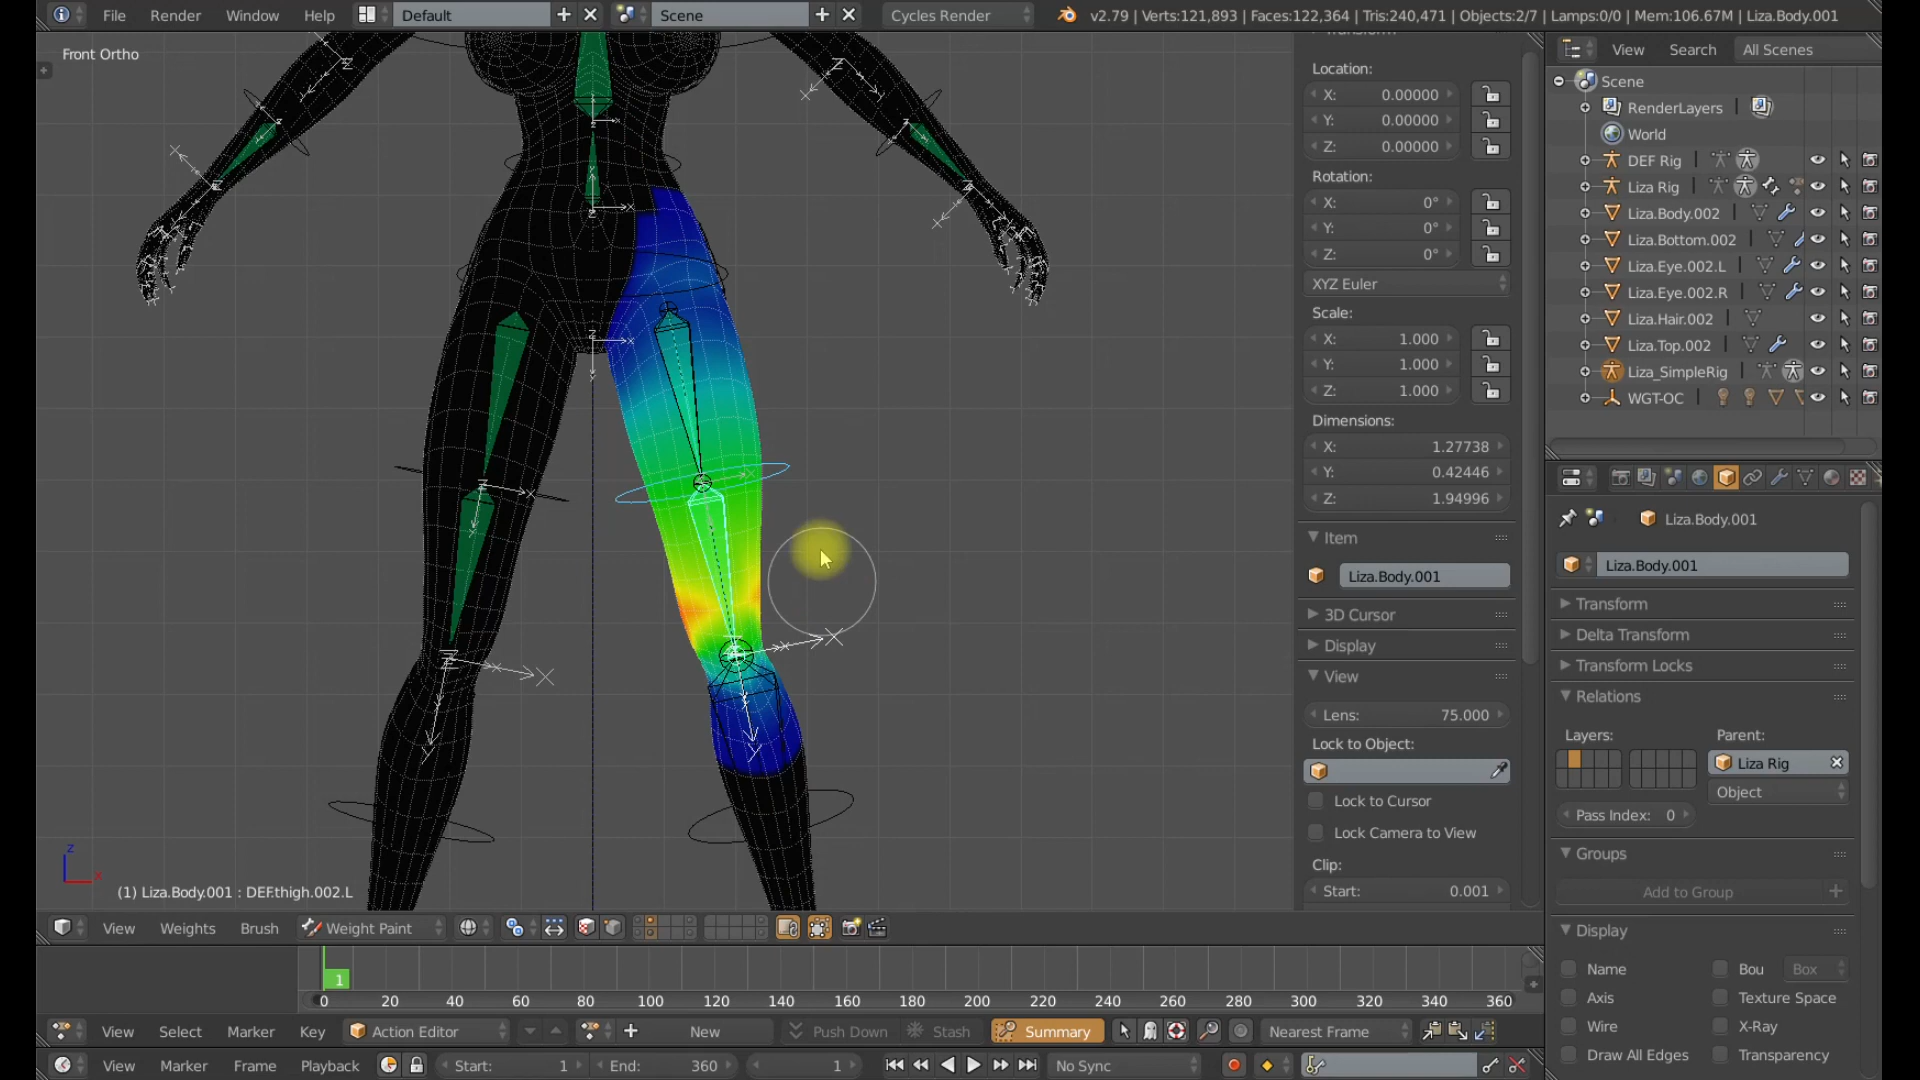 File Render Window Help Default Scene Cycles Render v2.79 | Verts:121,893 | Faces:122,364 | Tris:240,471 | Objects:2/7 | Lamps:0/0 | Mem:106.67M | Liza.Body.001
Front Ortho
(1) Liza.Body.001 : DEF.thigh.002.L
View Weights Brush Weight Paint
Transform
Location:
X: 0.00000
Y: 0.00000
Z: 0.00000
Rotation:
X: 0°
Y: 0°
Z: 0°
XYZ Euler
Scale:
X: 1.000
Y: 1.000
Z: 1.000
Dimensions:
X: 1.27738
Y: 0.42446
Z: 1.94996
Item
Liza.Body.001
3D Cursor
Display
View
Lens: 75.000
Lock to Object:
Lock to Cursor
Lock Camera to View
Clip:
Start: 0.001
View Search All Scenes
Scene
RenderLayers
World
DEF Rig
Liza Rig
Liza.Body.002
Liza.Bottom.002
Liza.Eye.002.L
Liza.Eye.002.R
Liza.Hair.002
Liza.Top.002
Liza_SimpleRig
WGT-OC
Liza.Body.001
Liza.Body.001
Transform
Delta Transform
Transform Locks
Relations
Layers: Parent:
Liza Rig
Object
Pass Index: 0
Groups
Add to Group
Display
Name Bou Box
Axis Texture Space
Wire X-Ray
Draw All Edges Transparency
1
0 20 40 60 80 100 120 140 160 180 200 220 240 260 280 300 320 340 360
View Select Marker Key Action Editor New Push Down Stash Summary Nearest Frame
View Marker Frame Playback Start: 1 End: 360 1 No Sync